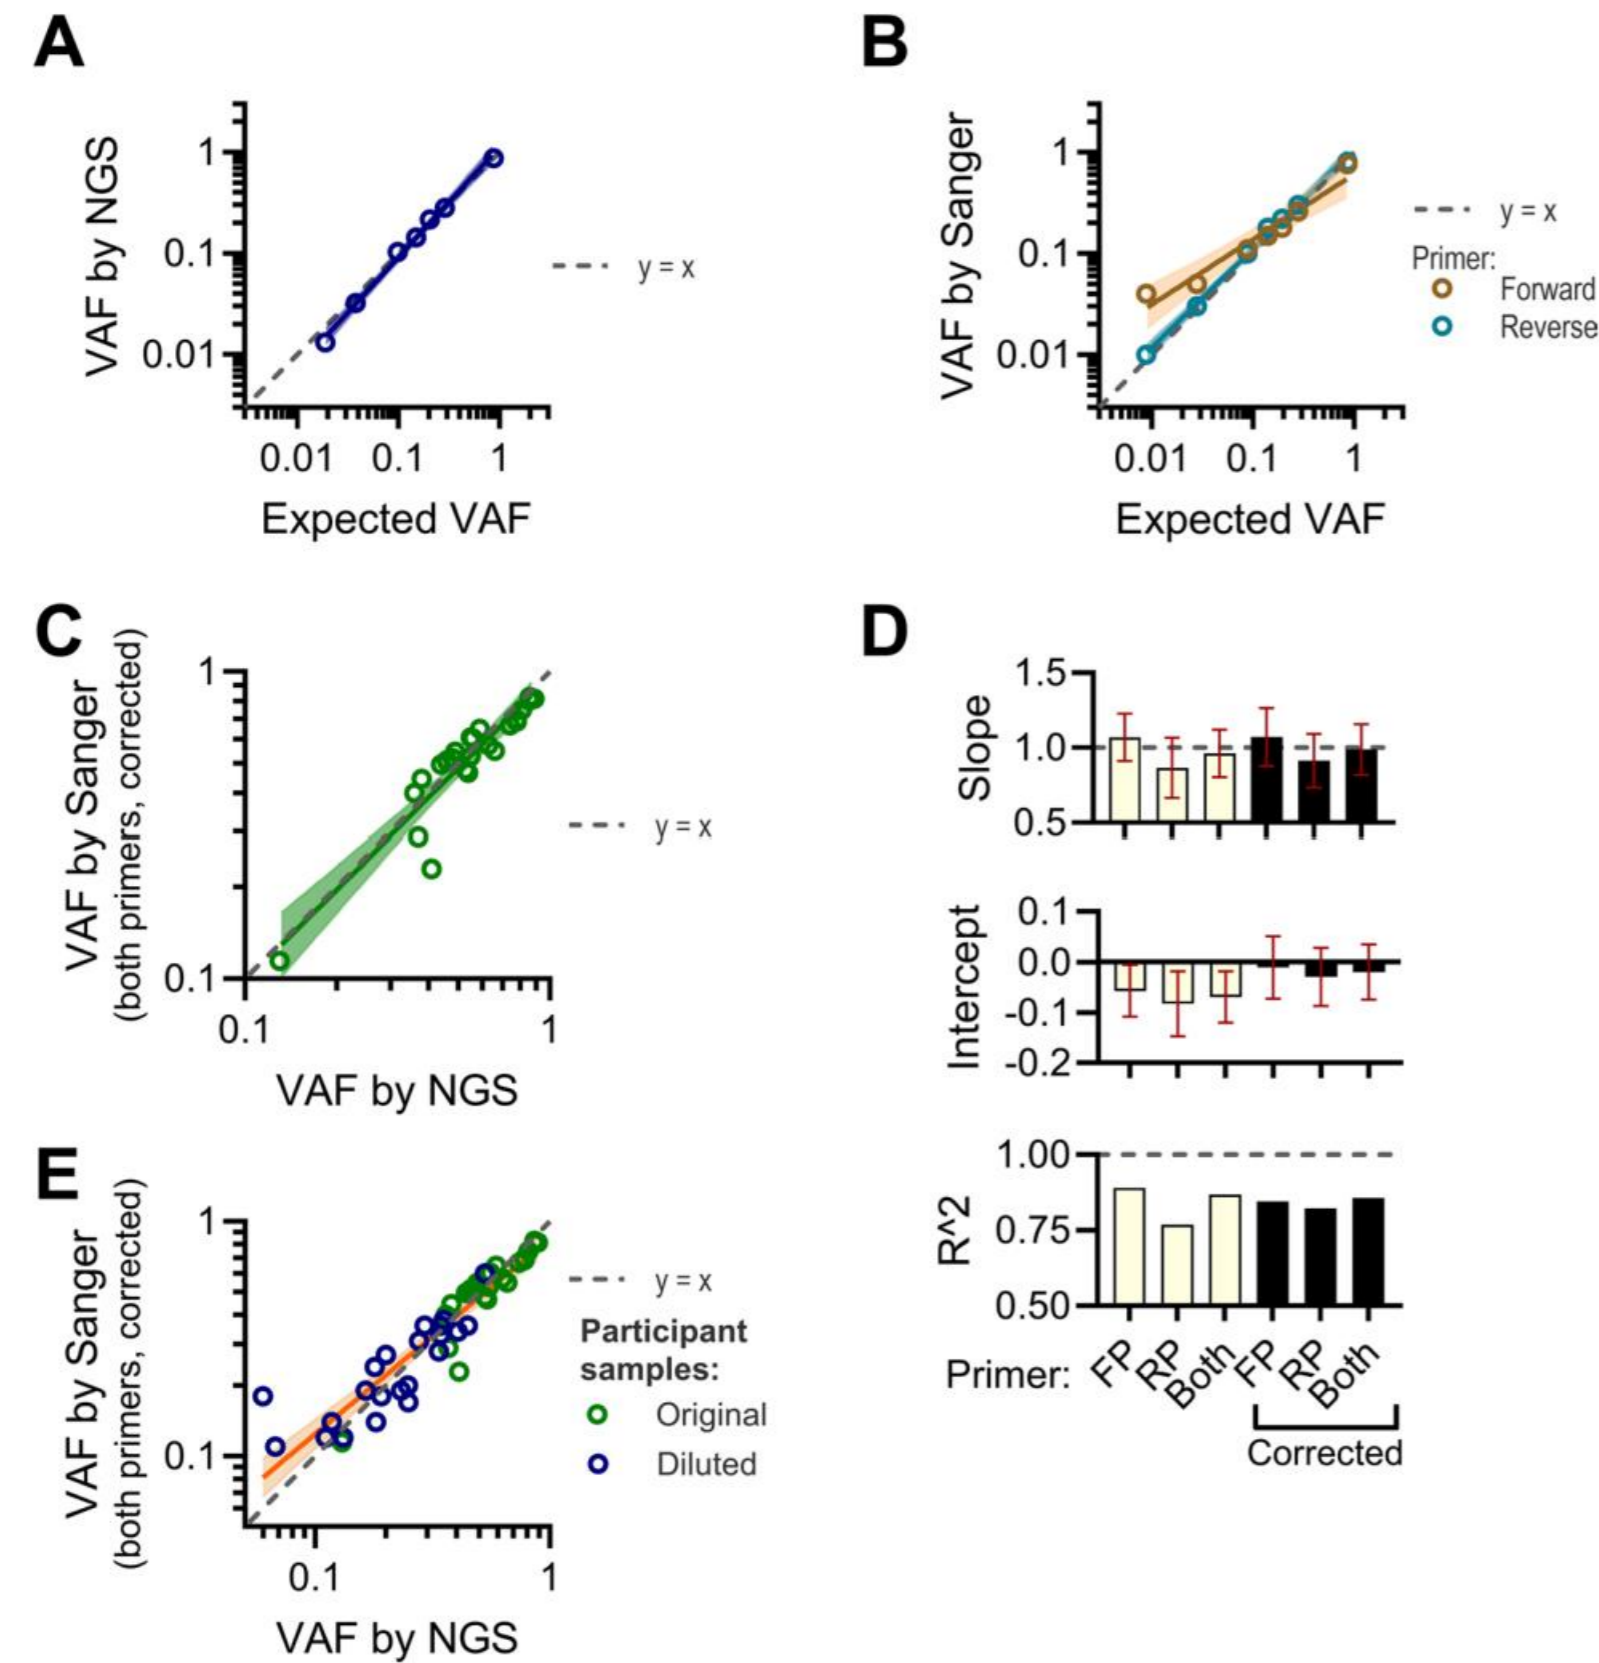 A
VAF by NGS
1
0.1
0.01
0.01 0.1 1
Expected VAF
y = x
B
VAF by Sanger
1
0.1
0.01
0.01 0.1 1
Expected VAF
y = x
Primer:
Forward
Reverse
C
VAF by Sanger
(both primers, corrected)
1
0.1
0.1 1
VAF by NGS
y = x
D
Slope
1.5
1.0
0.5
Intercept
0.1
0.0
-0.1
-0.2
R^2
1.00
0.75
0.50
Primer: FP RP Both FP RP Both
Corrected
E
VAF by Sanger
(both primers, corrected)
1
0.1
0.1 1
VAF by NGS
y = x
Participant
samples:
Original
Diluted